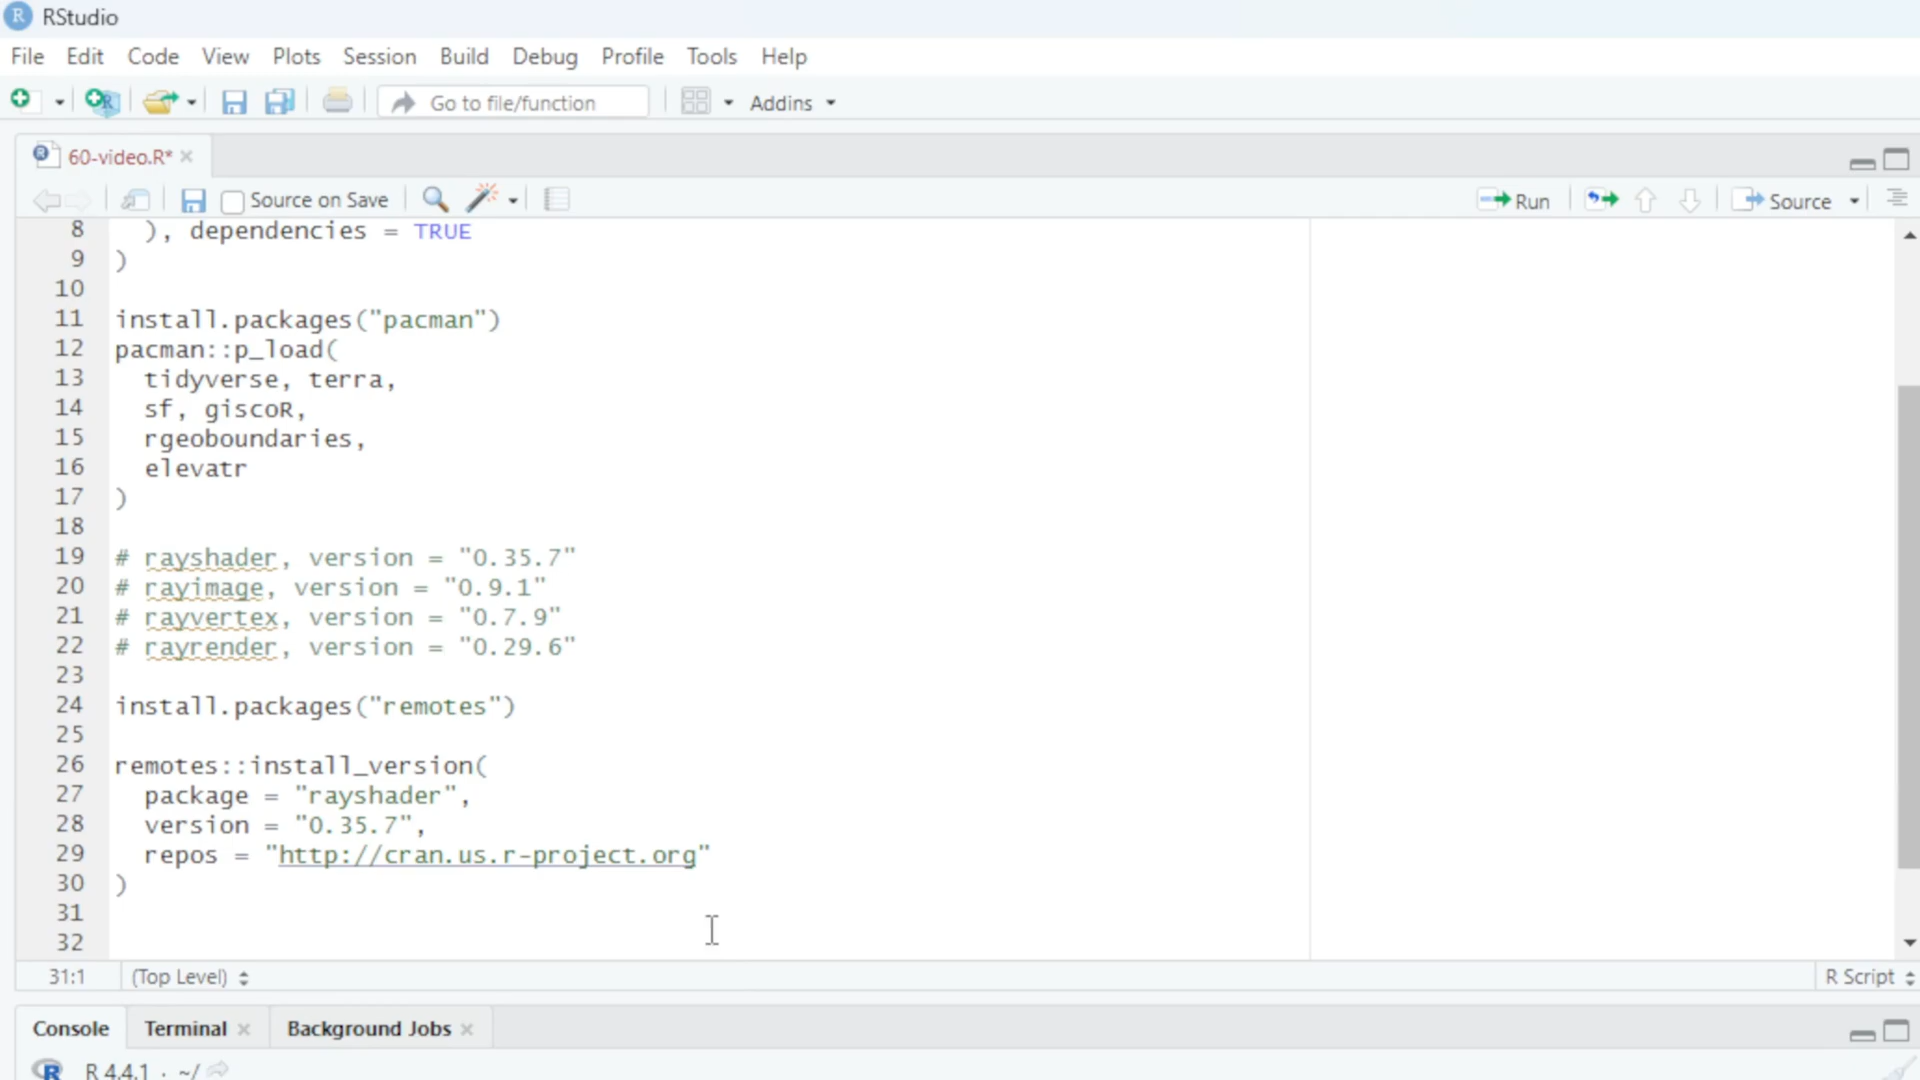 RStudio
File Edit Code View Plots Session Build Debug Profile Tools Help
Go to file/function Addins
60-video.R*
Source on Save Run Source
8 ), dependencies = TRUE
9 )
10
11 install.packages("pacman")
12 pacman::p_load(
13 tidyverse, terra,
14 sf, giscoR,
15 rgeoboundaries,
16 elevatr
17 )
18
19 # rayshader, version = "0.35.7"
20 # rayimage, version = "0.9.1"
21 # rayvertex, version = "0.7.9"
22 # rayrender, version = "0.29.6"
23
24 install.packages("remotes")
25
26 remotes::install_version(
27 package = "rayshader",
28 version = "0.35.7",
29 repos = "http://cran.us.r-project.org"
30 )
31
32
31:1 (Top Level) R Script
Console Terminal Background Jobs
R 4.4.1 · ~/